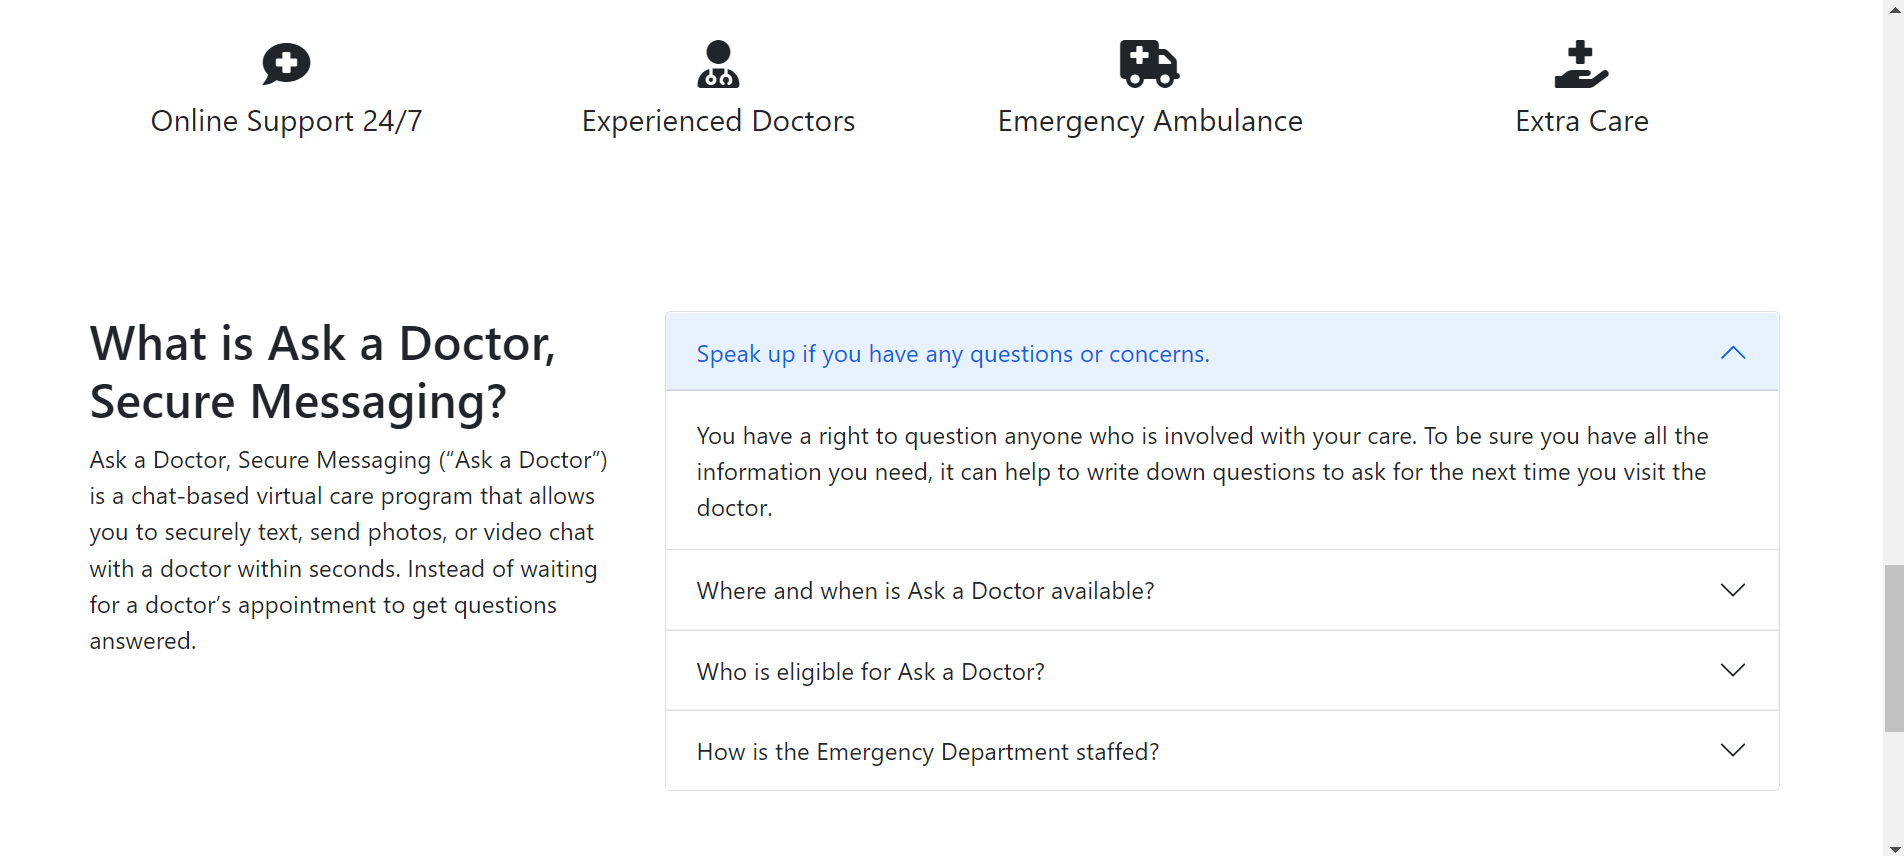 Online Support 24/7
Experienced Doctors
Emergency Ambulance
Extra Care
What is Ask a Doctor,
Secure Messaging?
Ask a Doctor, Secure Messaging (“Ask a Doctor”)
is a chat-based virtual care program that allows
you to securely text, send photos, or video chat
with a doctor within seconds. Instead of waiting
for a doctor’s appointment to get questions
answered.
Speak up if you have any questions or concerns.
You have a right to question anyone who is involved with your care. To be sure you have all the
information you need, it can help to write down questions to ask for the next time you visit the
doctor.
Where and when is Ask a Doctor available?
Who is eligible for Ask a Doctor?
How is the Emergency Department staffed?